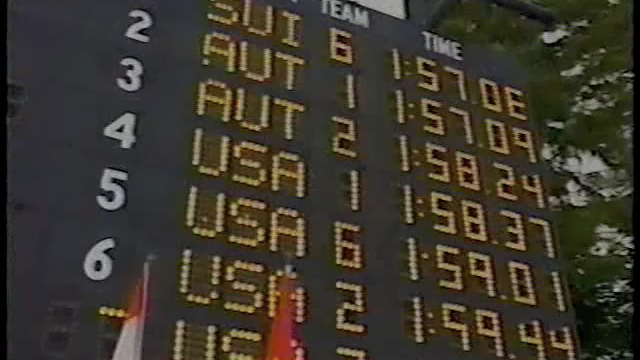 TEAM TIME
SUI 6 1:57.06
2 AUT 1 1:57.09
3 AUT 2 1:58.24
4 USA 1 1:58.37
5 USA 6 1:59.01
6 USA 2 1:59.44